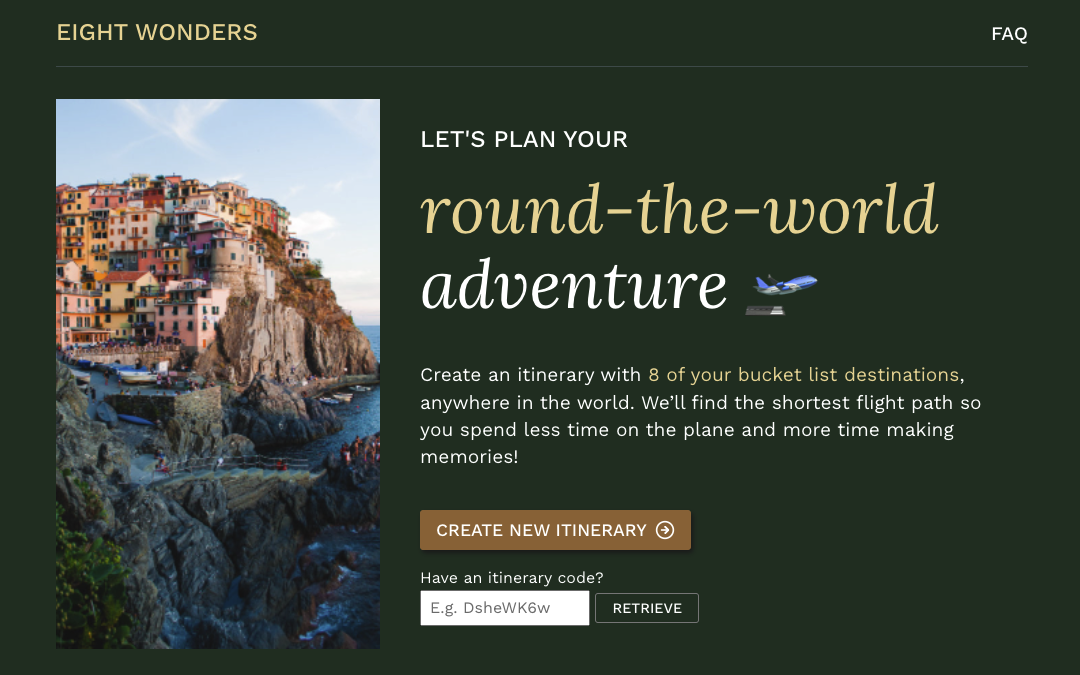 EIGHT WONDERS
FAQ
LET'S PLAN YOUR
round-the-world
adventure
Create an itinerary with 8 of your bucket list destinations,
anywhere in the world. We’ll find the shortest flight path so
you spend less time on the plane and more time making
memories!
CREATE NEW ITINERARY
Have an itinerary code?
E.g. DsheWK6w
RETRIEVE